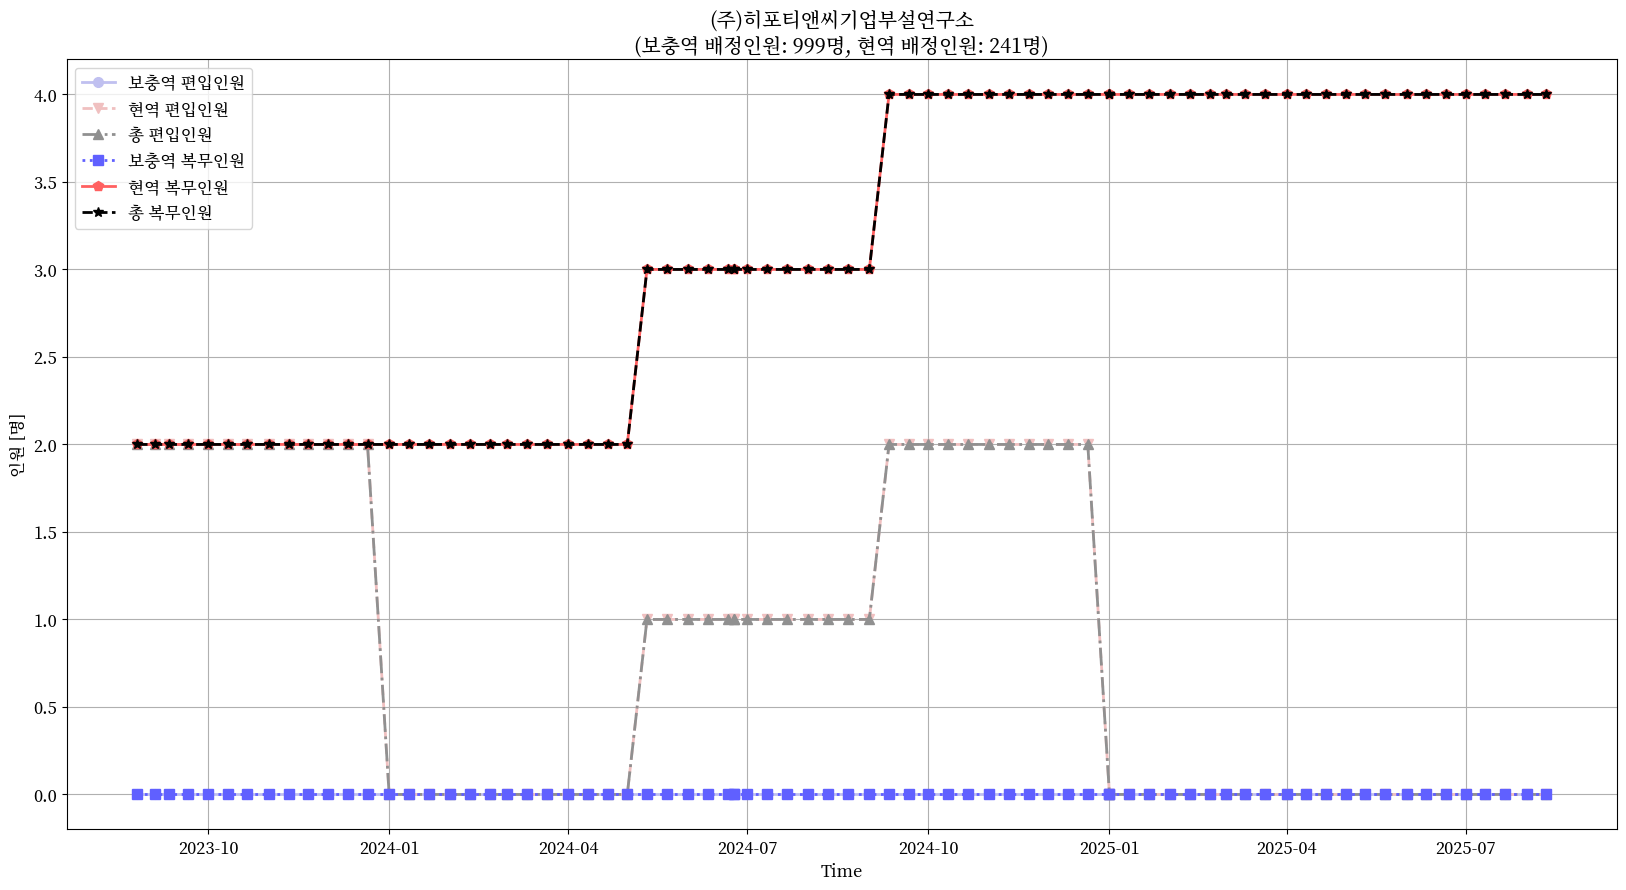 (주)히포티앤씨기업부설연구소
(보충역 배정인원: 999명, 현역 배정인원: 241명)
보충역 편입인원
현역 편입인원
총 편입인원
보충역 복무인원
현역 복무인원
총 복무인원
인원 [명]
4.0
3.5
3.0
2.5
2.0
1.5
1.0
0.5
0.0
2023-10 2024-01 2024-04 2024-07 2024-10 2025-01 2025-04 2025-07
Time